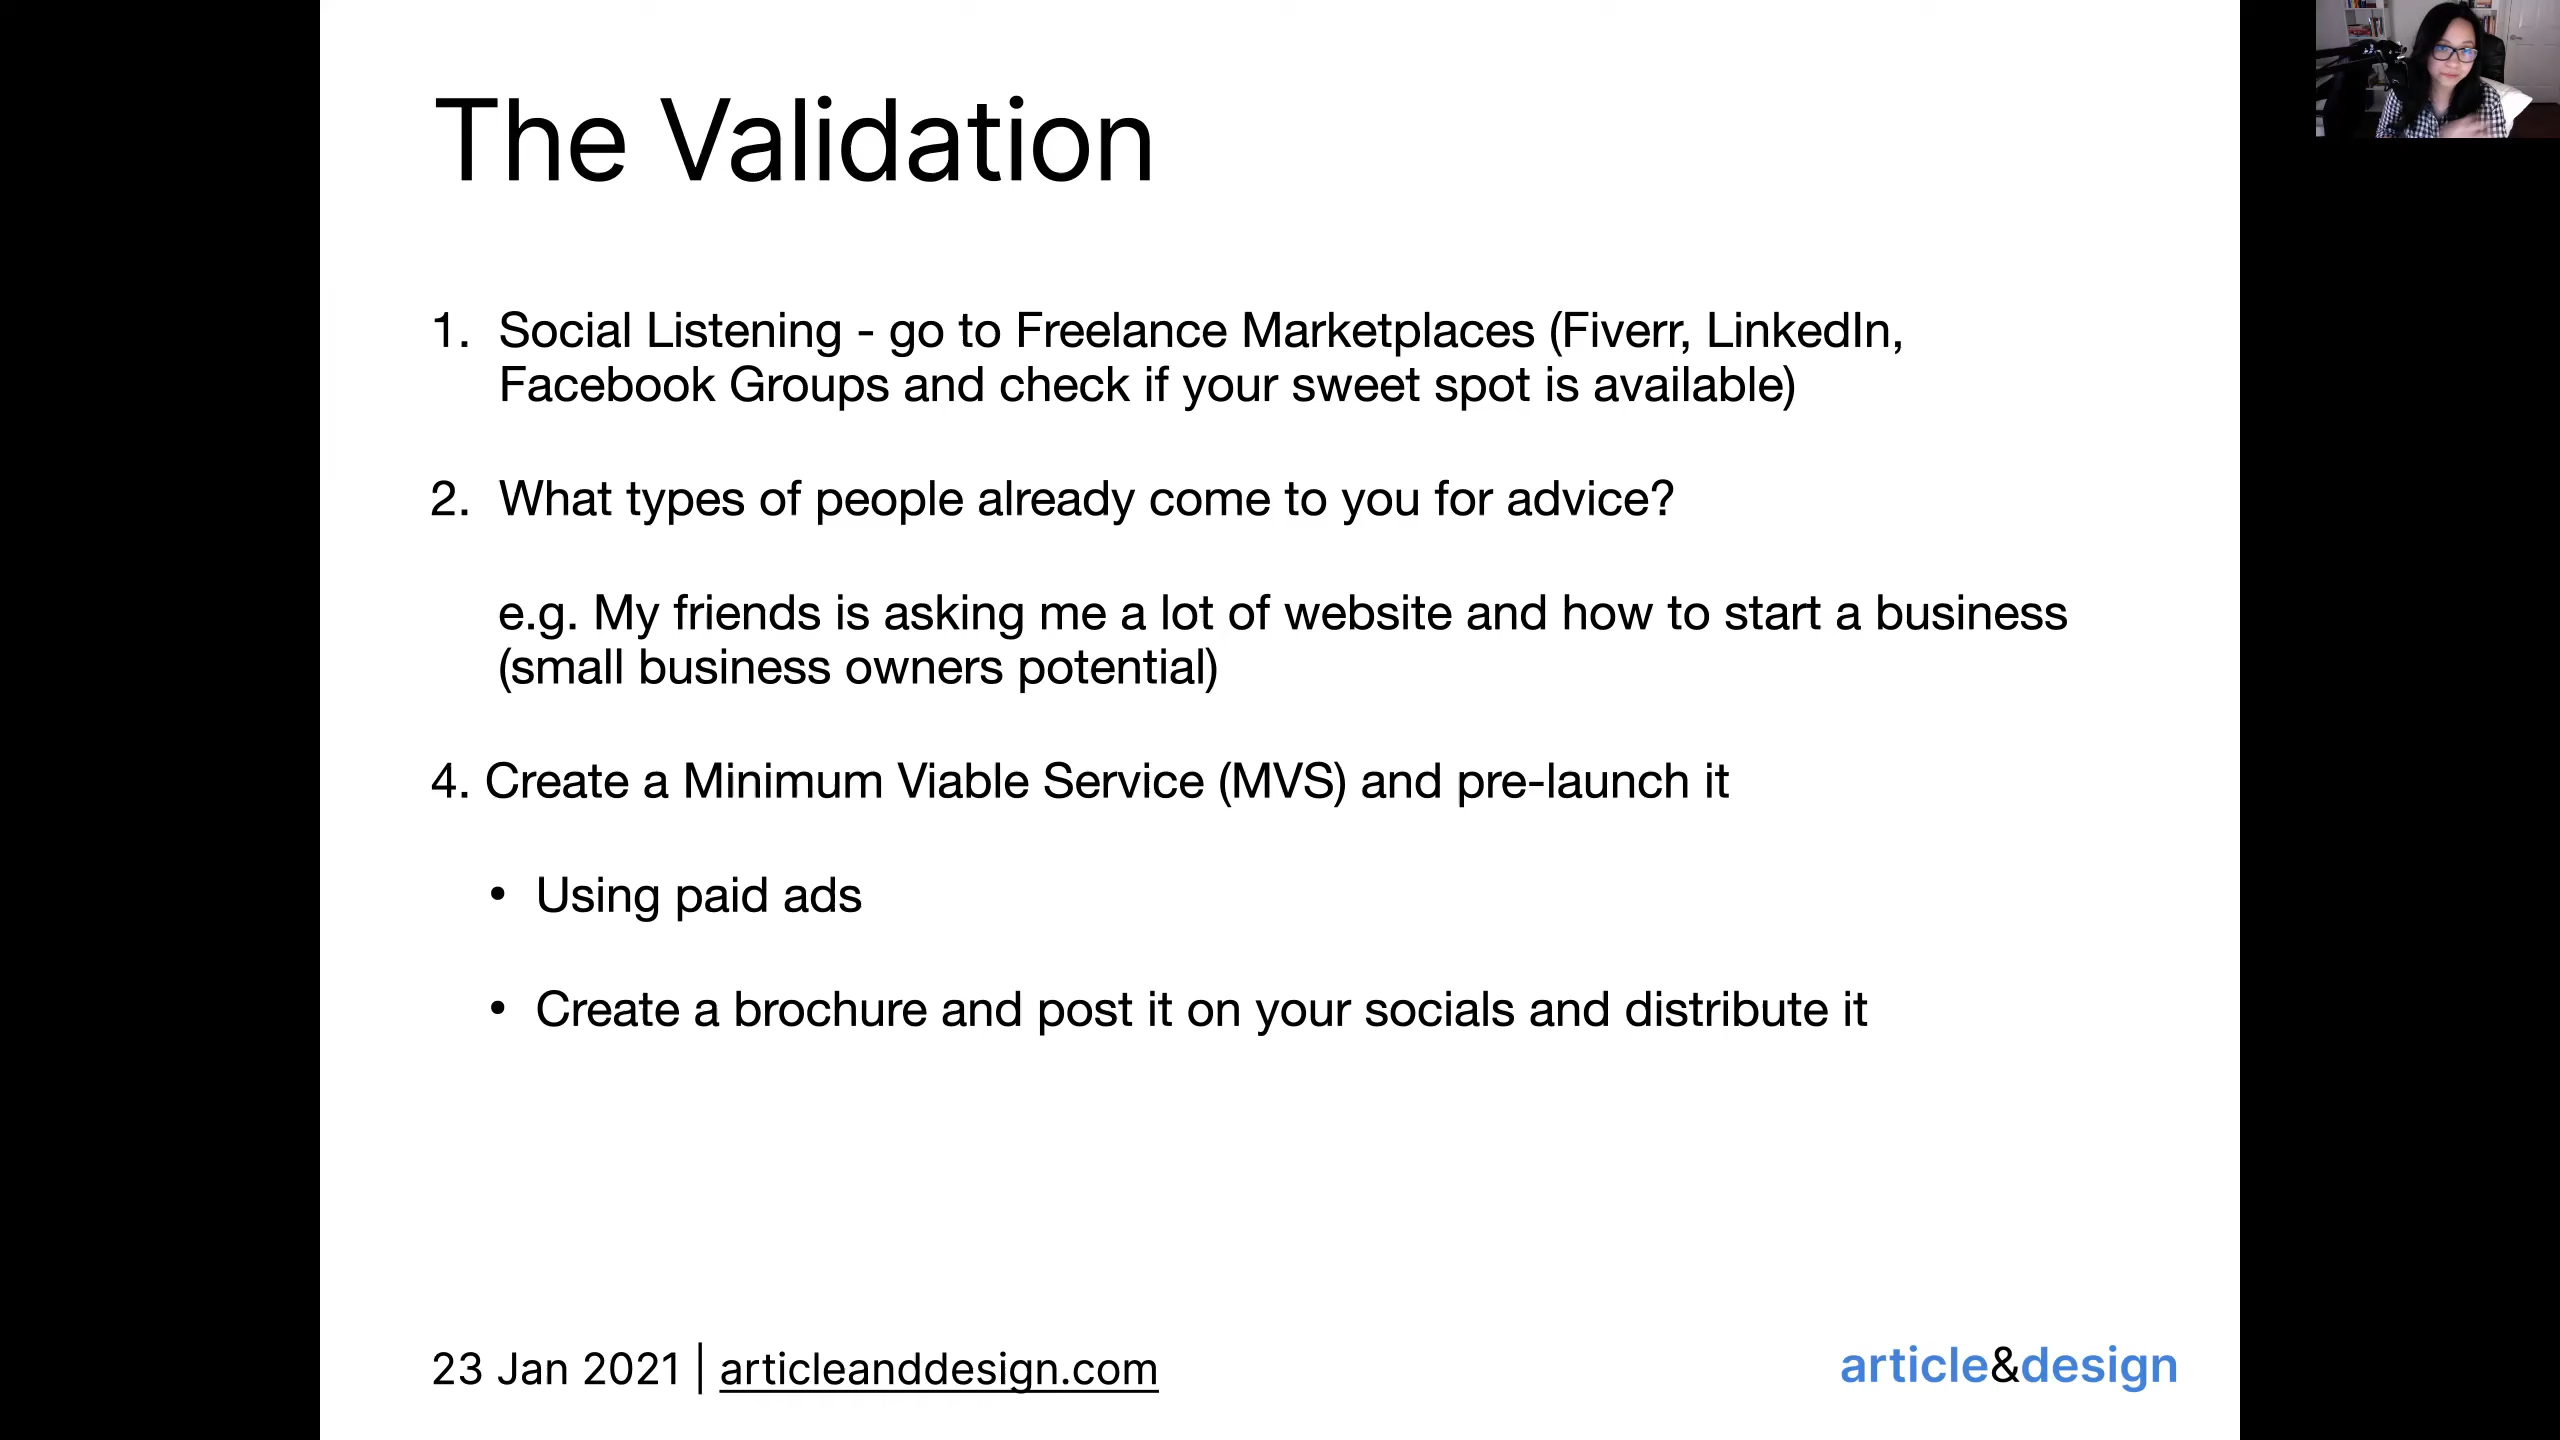 The Validation
1. Social Listening - go to Freelance Marketplaces (Fiverr, LinkedIn,
Facebook Groups and check if your sweet spot is available)
2. What types of people already come to you for advice?
e.g. My friends is asking me a lot of website and how to start a business
(small business owners potential)
4. Create a Minimum Viable Service (MVS) and pre-launch it
• Using paid ads
• Create a brochure and post it on your socials and distribute it
23 Jan 2021 | articleanddesign.com
article&design